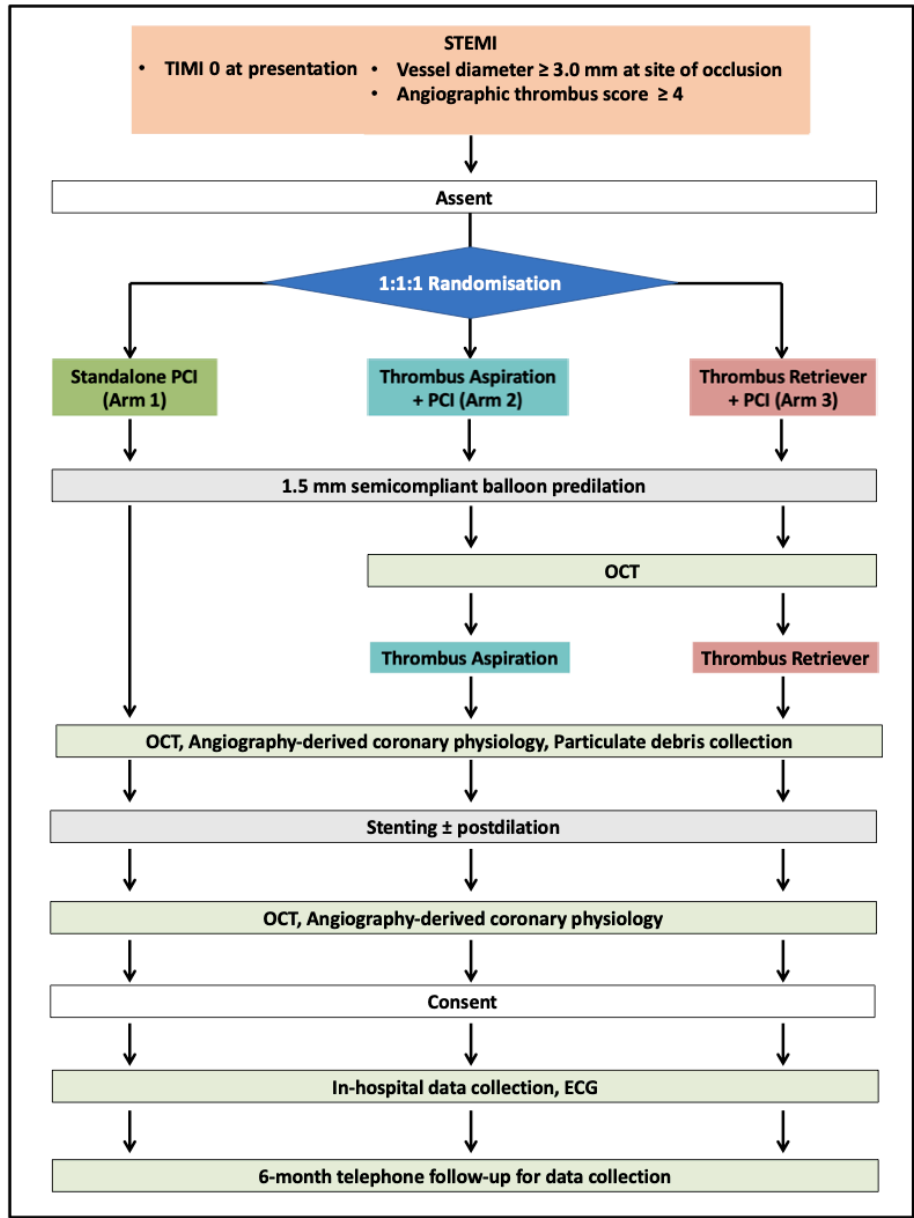 STEMI
• TIMI 0 at presentation
• Vessel diameter ≥ 3.0 mm at site of occlusion
• Angiographic thrombus score ≥ 4
Assent
1:1:1 Randomisation
Standalone PCI
(Arm 1)
Thrombus Aspiration
+ PCI (Arm 2)
Thrombus Retriever
+ PCI (Arm 3)
1.5 mm semicompliant balloon predilation
OCT
Thrombus Aspiration
Thrombus Retriever
OCT, Angiography-derived coronary physiology, Particulate debris collection
Stenting ± postdilation
OCT, Angiography-derived coronary physiology
Consent
In-hospital data collection, ECG
6-month telephone follow-up for data collection